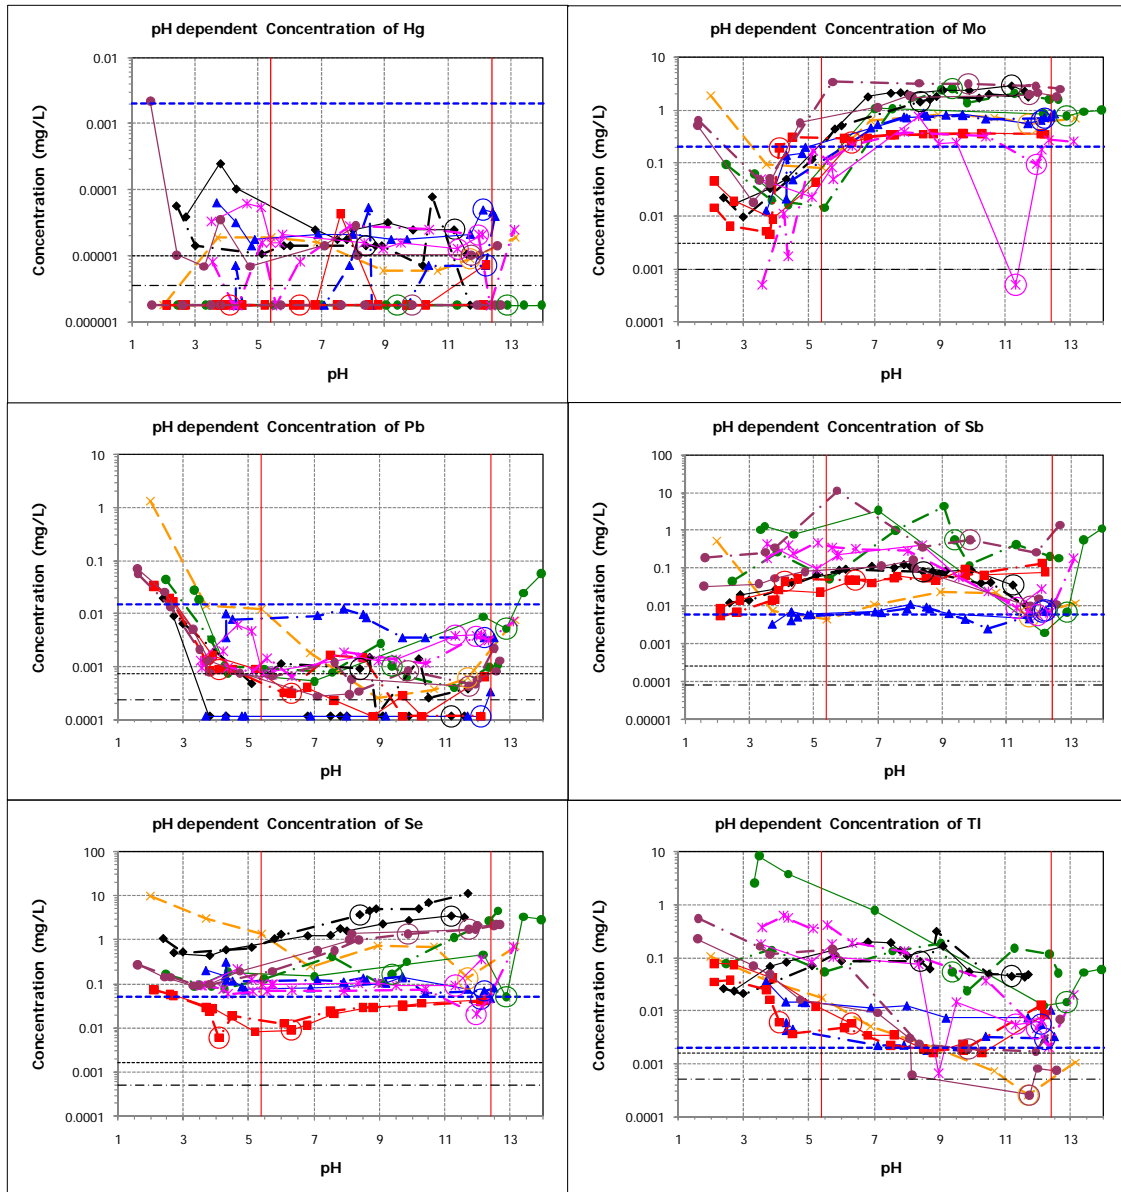 pH dependent Concentration of Hg
0.01
0.001
0.0001
0.00001
0.000001
Concentration (mg/L)
1 3 5 7 9 11 13
pH
pH dependent Concentration of Mo
10
1
0.1
0.01
0.001
0.0001
Concentration (mg/L)
1 3 5 7 9 11 13
pH
pH dependent Concentration of Pb
10
1
0.1
0.01
0.001
0.0001
Concentration (mg/L)
1 3 5 7 9 11 13
pH
pH dependent Concentration of Sb
100
10
1
0.1
0.01
0.001
0.0001
0.00001
Concentration (mg/L)
1 3 5 7 9 11 13
pH
pH dependent Concentration of Se
100
10
1
0.1
0.01
0.001
0.0001
Concentration (mg/L)
1 3 5 7 9 11 13
pH
pH dependent Concentration of Tl
10
1
0.1
0.01
0.001
0.0001
Concentration (mg/L)
1 3 5 7 9 11 13
pH